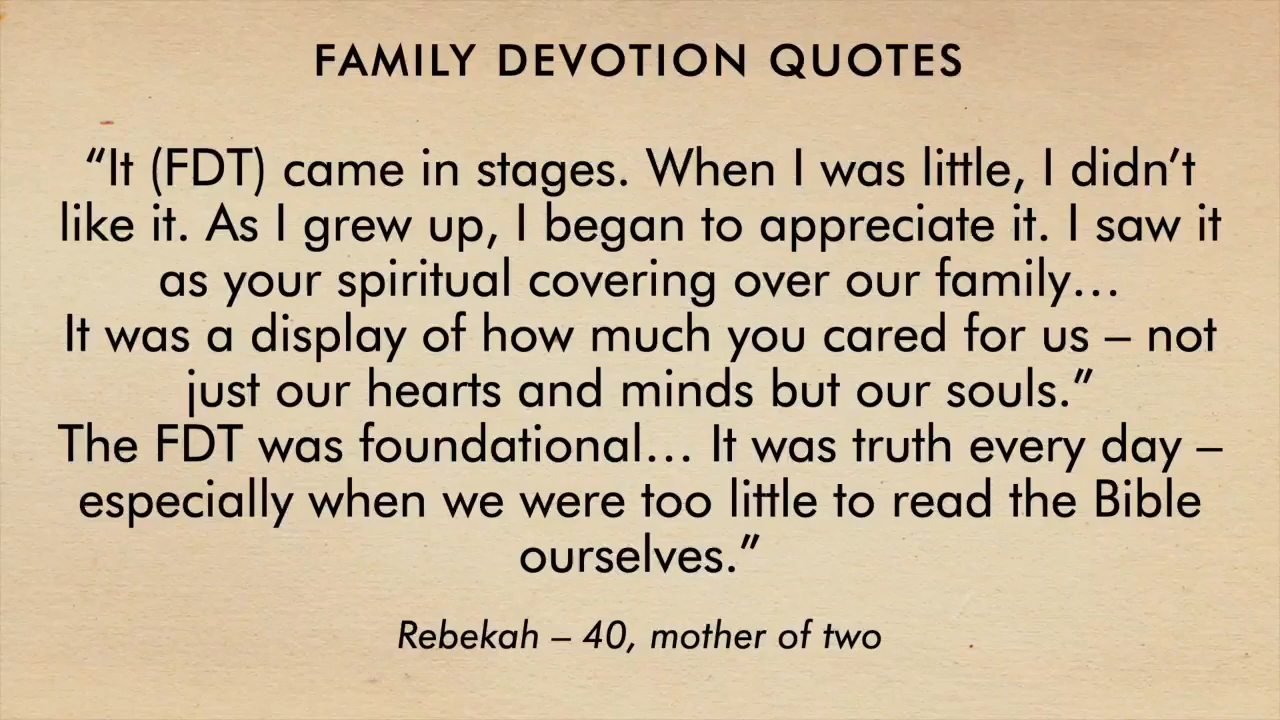 FAMILY DEVOTION QUOTES
“It (FDT) came in stages. When I was little, I didn’t
like it. As I grew up, I began to appreciate it. I saw it
as your spiritual covering over our family…
It was a display of how much you cared for us – not
just our hearts and minds but our souls.”
The FDT was foundational… It was truth every day –
especially when we were too little to read the Bible
ourselves.”
Rebekah – 40, mother of two